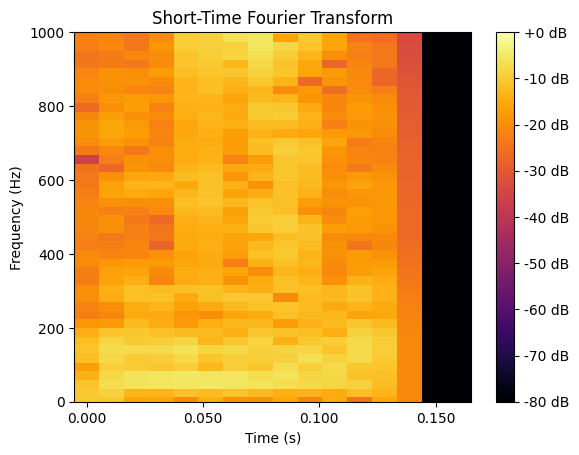 Short-Time Fourier Transform
1000
800
600
400
200
0
Frequency (Hz)
0.000
0.050
0.100
0.150
Time (s)
+0 dB
-10 dB
-20 dB
-30 dB
-40 dB
-50 dB
-60 dB
-70 dB
-80 dB